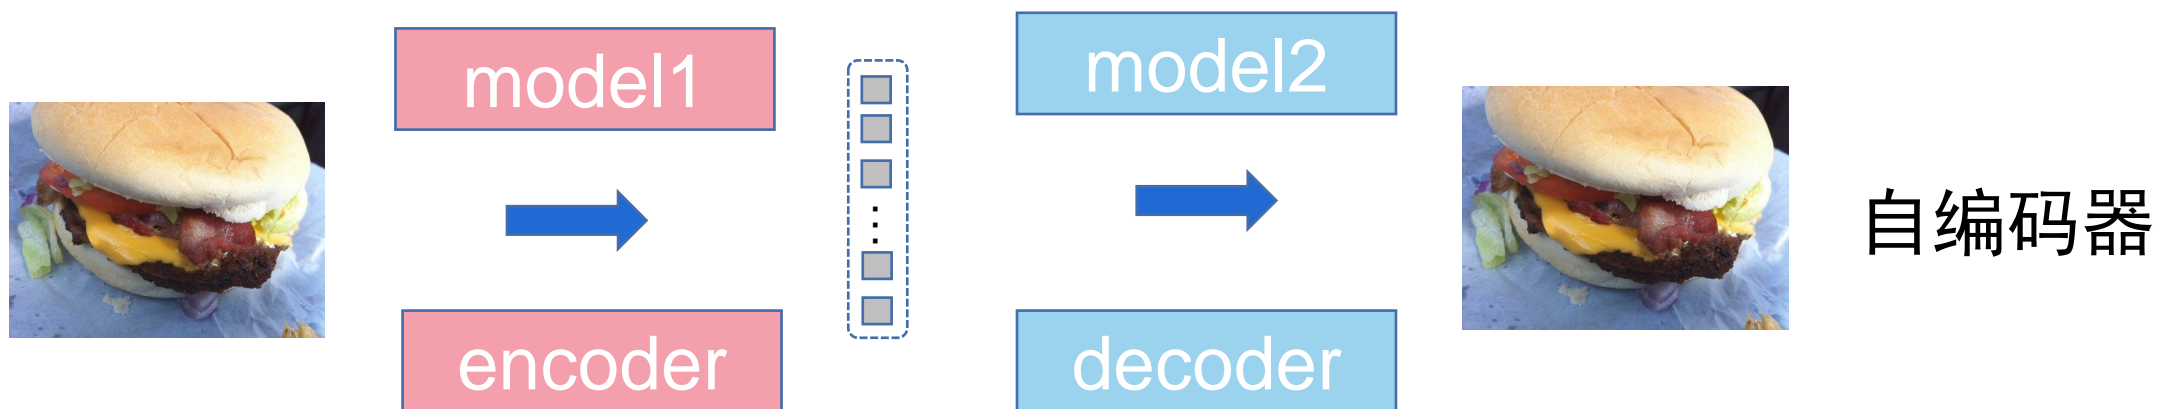 model1
model2
encoder
decoder
自编码器